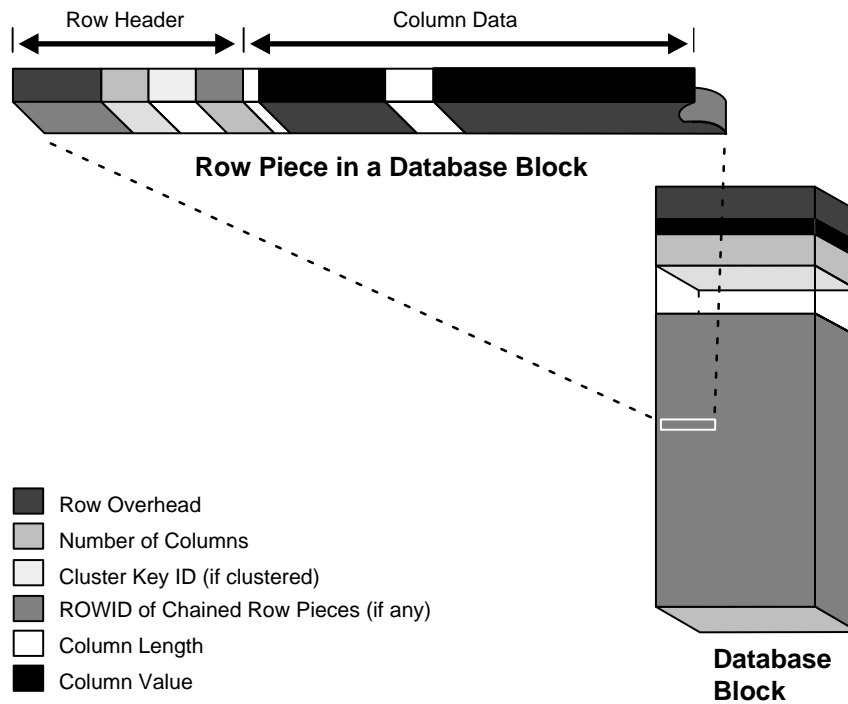 Row Header
Column Data
Row Piece in a Database Block
Row Overhead
Number of Columns
Cluster Key ID (if clustered)
ROWID of Chained Row Pieces (if any)
Column Length
Column Value
Database
Block